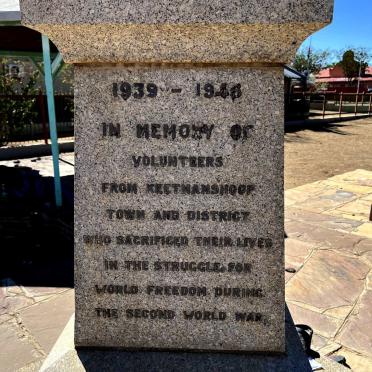 1939 - 1945
IN MEMORY OF
VOLUNTEERS
FROM KEETMANSHOOP
TOWN AND DISTRICT
WHO SACRIFICED THEIR LIVES
IN THE STRUGGLE FOR
WORLD FREEDOM DURING
THE SECOND WORLD WAR.